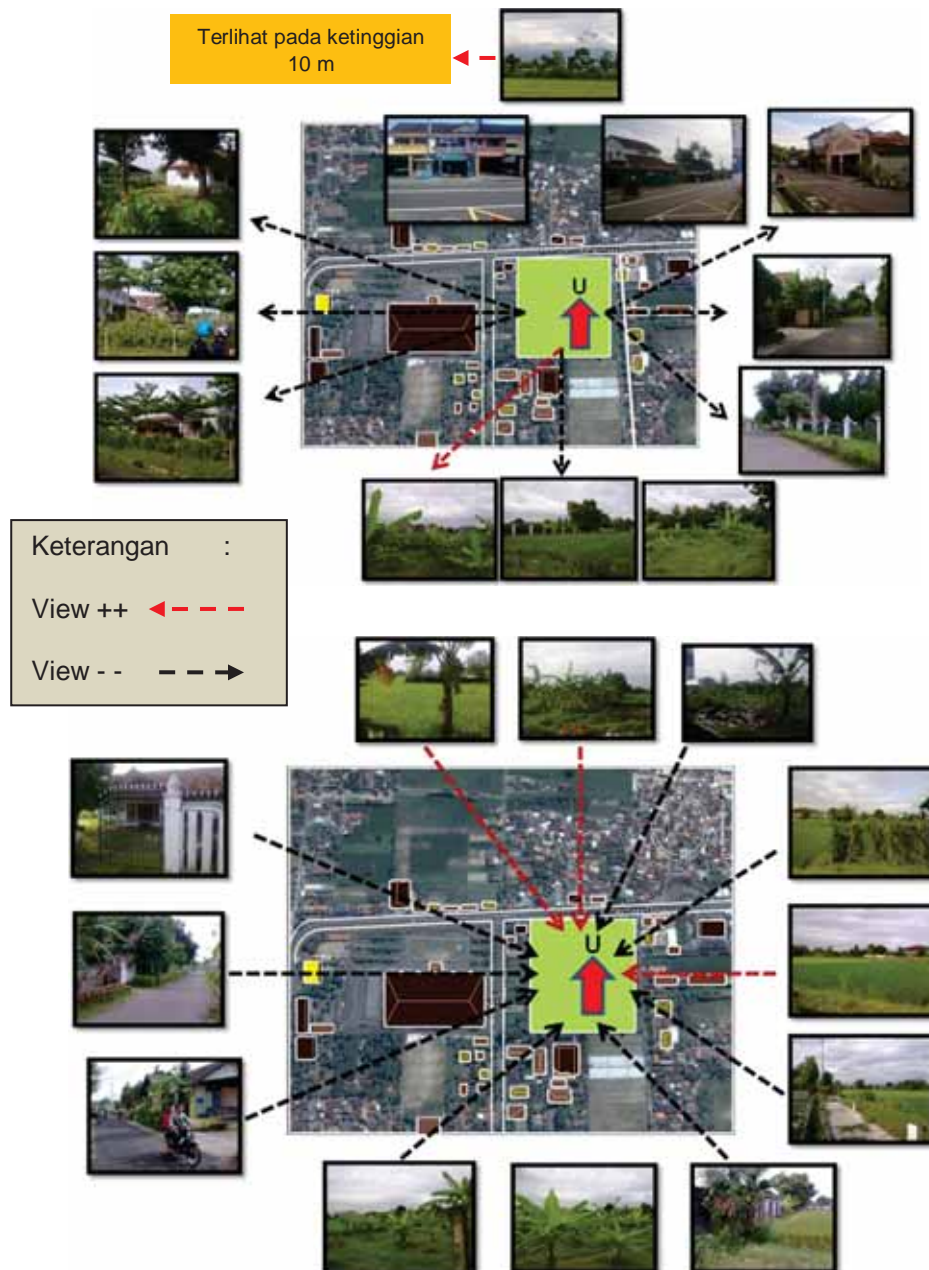 Terlihat pada ketinggian
10 m
U
Keterangan :
View ++
View - -
U